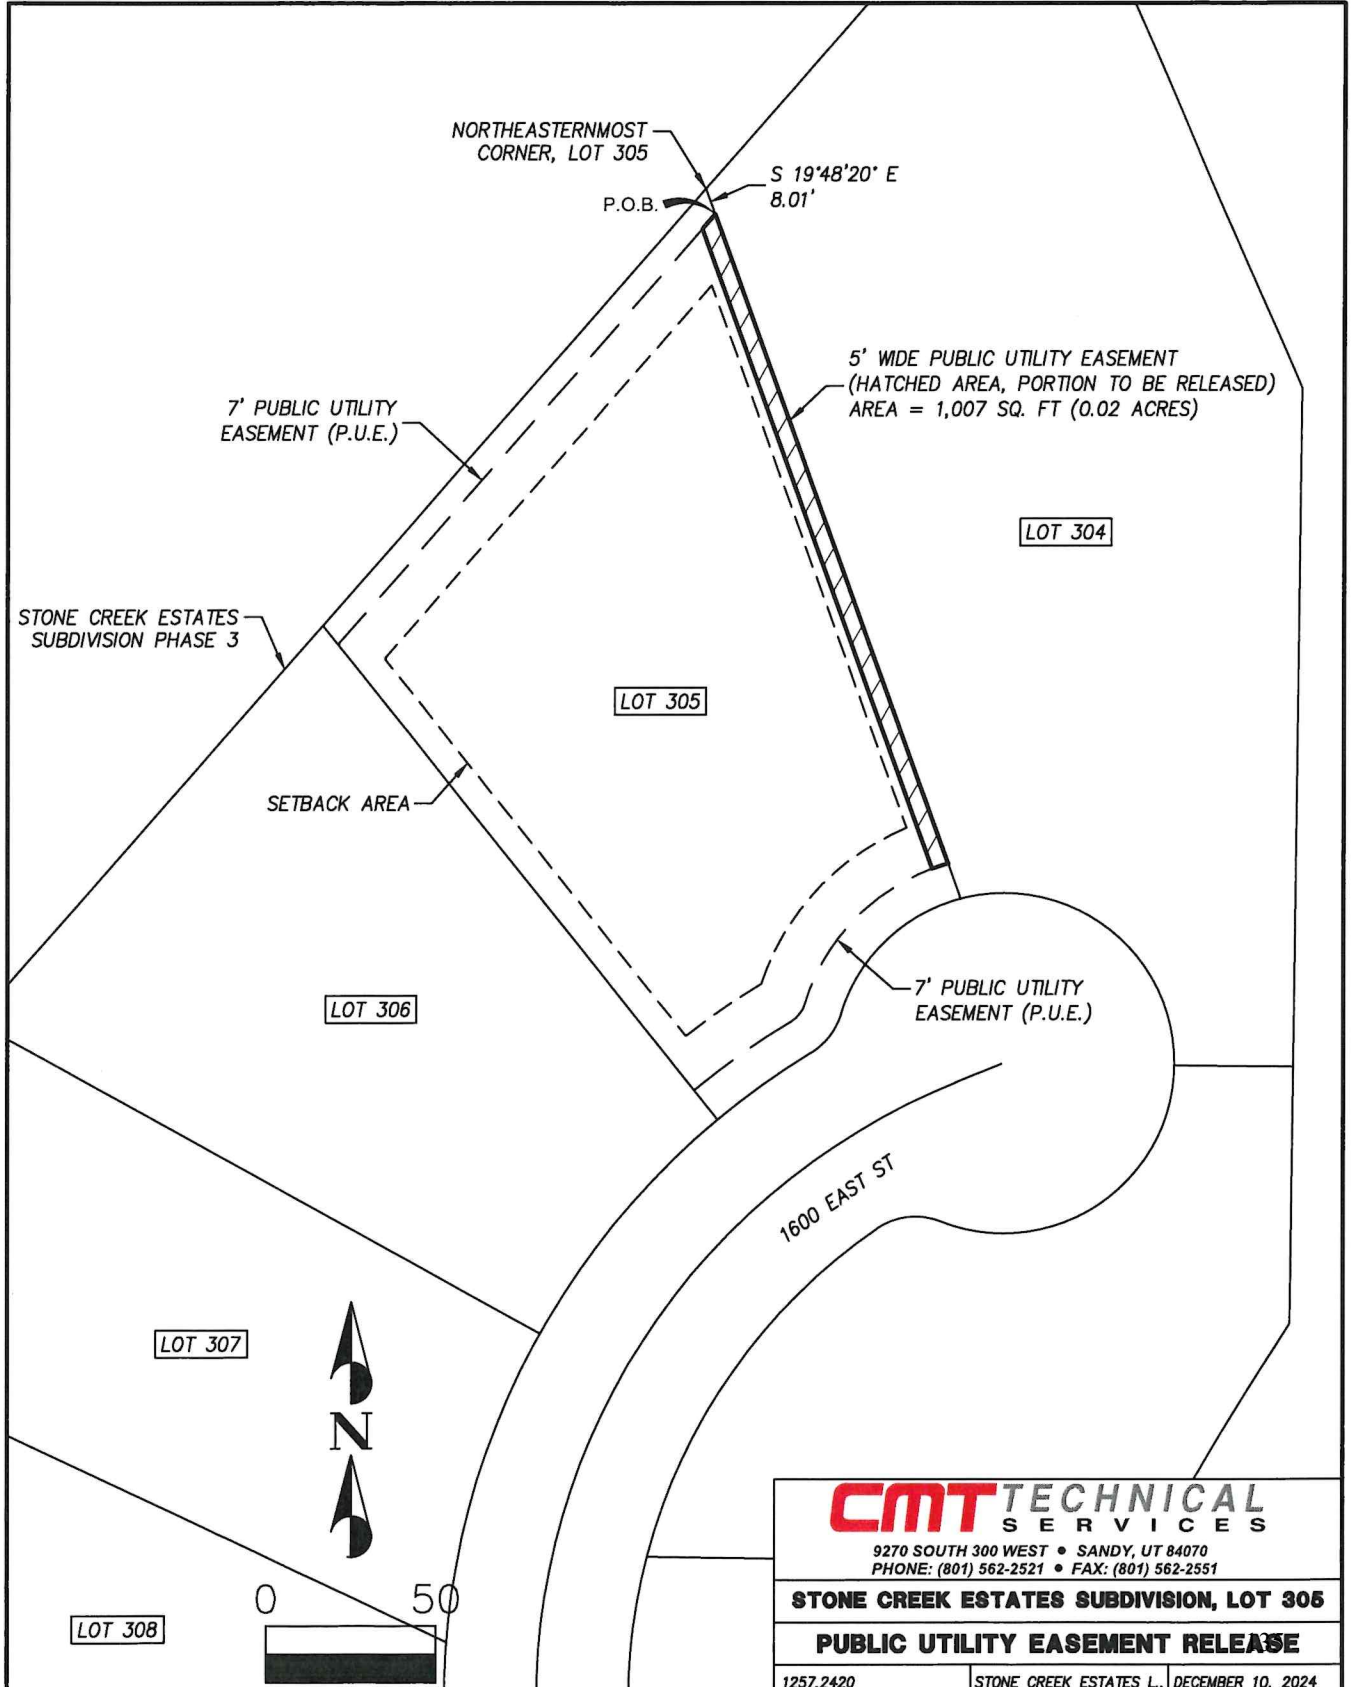 NORTHEASTERNMOST
CORNER, LOT 305
S 19°48'20" E
8.01'
P.O.B.
5' WIDE PUBLIC UTILITY EASEMENT
(HATCHED AREA, PORTION TO BE RELEASED)
AREA = 1,007 SQ. FT (0.02 ACRES)
7' PUBLIC UTILITY
EASEMENT (P.U.E.)
LOT 304
STONE CREEK ESTATES
SUBDIVISION PHASE 3
LOT 305
SETBACK AREA
7' PUBLIC UTILITY
EASEMENT (P.U.E.)
LOT 306
1600 EAST ST
LOT 307
N
0 50
LOT 308
CMT TECHNICAL
SERVICES
9270 SOUTH 300 WEST • SANDY, UT 84070
PHONE: (801) 562-2521 • FAX: (801) 562-2551
STONE CREEK ESTATES SUBDIVISION, LOT 305
PUBLIC UTILITY EASEMENT RELEASE
1257.2420
STONE CREEK ESTATES L..
DECEMBER 10, 2024